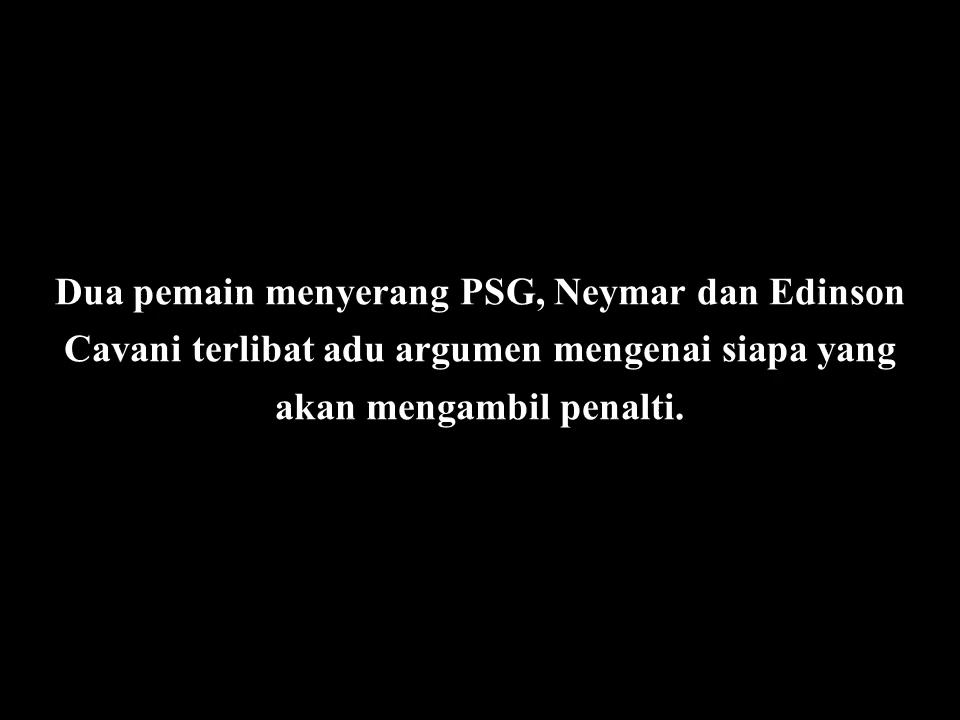 Dua pemain menyerang PSG, Neymar dan Edinson
Cavani terlibat adu argumen mengenai siapa yang
akan mengambil penalti.